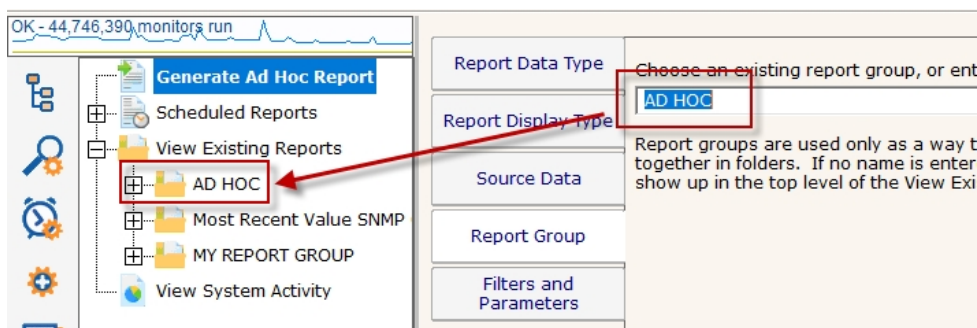 OK - 44,746,390 monitors run
Generate Ad Hoc Report
Scheduled Reports
View Existing Reports
AD HOC
Most Recent Value SNMP
MY REPORT GROUP
View System Activity
Report Data Type
Report Display Type
Source Data
Report Group
Filters and
Parameters
Choose an existing report group, or ent
AD HOC
Report groups are used only as a way t
together in folders. If no name is enter
show up in the top level of the View Exi